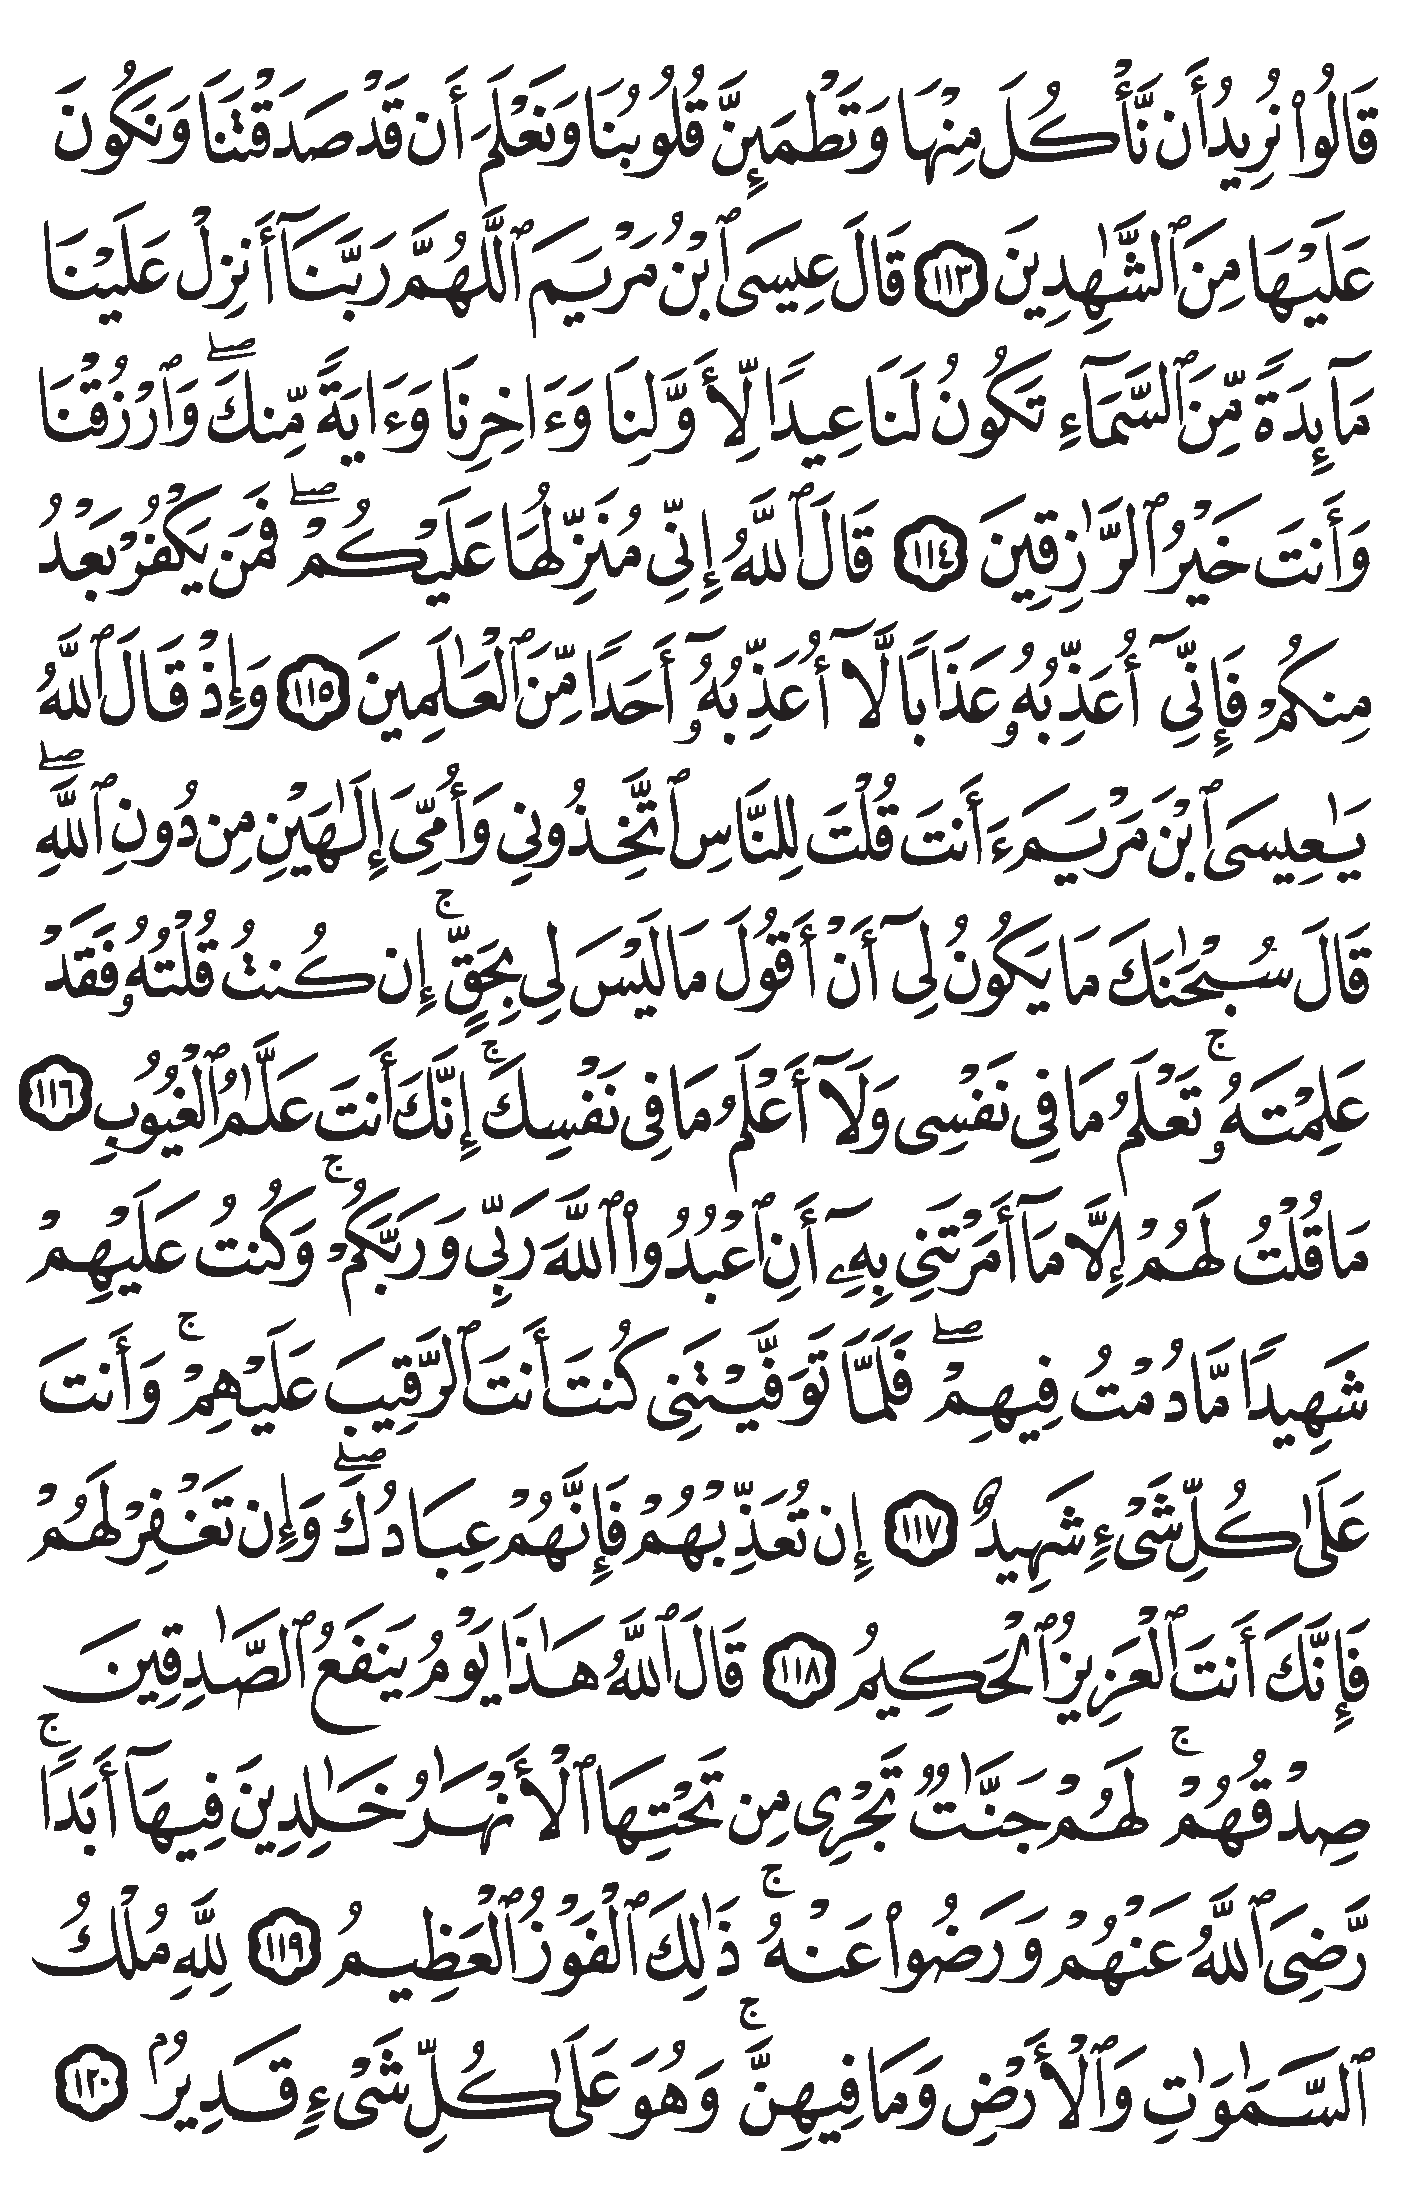 قَالُوا۟ نُرِيدُ أَن نَّأْكُلَ مِنْهَا وَتَطْمَئِنَّ قُلُوبُنَا وَنَعْلَمَ أَن قَدْ صَدَقْتَنَا وَنَكُونَ
عَلَيْهَا مِنَ ٱلشَّٰهِدِينَ ١١٣ قَالَ عِيسَى ٱبْنُ مَرْيَمَ ٱللَّهُمَّ رَبَّنَآ أَنزِلْ عَلَيْنَا
مَآئِدَةً مِّنَ ٱلسَّمَآءِ تَكُونُ لَنَا عِيدًا لِّأَوَّلِنَا وَءَاخِرِنَا وَءَايَةً مِّنكَ ۖ وَٱرْزُقْنَا
وَأَنتَ خَيْرُ ٱلرَّٰزِقِينَ ١١٤ قَالَ ٱللَّهُ إِنِّى مُنَزِّلُهَا عَلَيْكُمْ ۖ فَمَن يَكْفُرْ بَعْدُ
مِنكُمْ فَإِنِّىٓ أُعَذِّبُهُۥ عَذَابًا لَّآ أُعَذِّبُهُۥٓ أَحَدًا مِّنَ ٱلْعَٰلَمِينَ ١١٥ وَإِذْ قَالَ ٱللَّهُ
يَٰعِيسَى ٱبْنَ مَرْيَمَ ءَأَنتَ قُلْتَ لِلنَّاسِ ٱتَّخِذُونِى وَأُمِّىَ إِلَٰهَيْنِ مِن دُونِ ٱللَّهِ ۖ
قَالَ سُبْحَٰنَكَ مَا يَكُونُ لِىٓ أَنْ أَقُولَ مَا لَيْسَ لِى بِحَقٍّ ۚ إِن كُنتُ قُلْتُهُۥ فَقَدْ
عَلِمْتَهُۥ ۚ تَعْلَمُ مَا فِى نَفْسِى وَلَآ أَعْلَمُ مَا فِى نَفْسِكَ ۚ إِنَّكَ أَنتَ عَلَّٰمُ ٱلْغُيُوبِ ١١٦
مَا قُلْتُ لَهُمْ إِلَّا مَآ أَمَرْتَنِى بِهِۦٓ أَنِ ٱعْبُدُوا۟ ٱللَّهَ رَبِّى وَرَبَّكُمْ ۚ وَكُنتُ عَلَيْهِمْ
شَهِيدًا مَّا دُمْتُ فِيهِمْ ۖ فَلَمَّا تَوَفَّيْتَنِى كُنتَ أَنتَ ٱلرَّقِيبَ عَلَيْهِمْ ۚ وَأَنتَ
عَلَىٰ كُلِّ شَىْءٍ شَهِيدٌ ١١٧ إِن تُعَذِّبْهُمْ فَإِنَّهُمْ عِبَادُكَ ۖ وَإِن تَغْفِرْ لَهُمْ
فَإِنَّكَ أَنتَ ٱلْعَزِيزُ ٱلْحَكِيمُ ١١٨ قَالَ ٱللَّهُ هَٰذَا يَوْمُ يَنفَعُ ٱلصَّٰدِقِينَ
صِدْقُهُمْ ۚ لَهُمْ جَنَّٰتٌ تَجْرِى مِن تَحْتِهَا ٱلْأَنْهَٰرُ خَٰلِدِينَ فِيهَآ أَبَدًا ۚ
رَّضِىَ ٱللَّهُ عَنْهُمْ وَرَضُوا۟ عَنْهُ ۚ ذَٰلِكَ ٱلْفَوْزُ ٱلْعَظِيمُ ١١٩ لِلَّهِ مُلْكُ
ٱلسَّمَٰوَٰتِ وَٱلْأَرْضِ وَمَا فِيهِنَّ ۚ وَهُوَ عَلَىٰ كُلِّ شَىْءٍ قَدِيرٌۢ ١٢٠